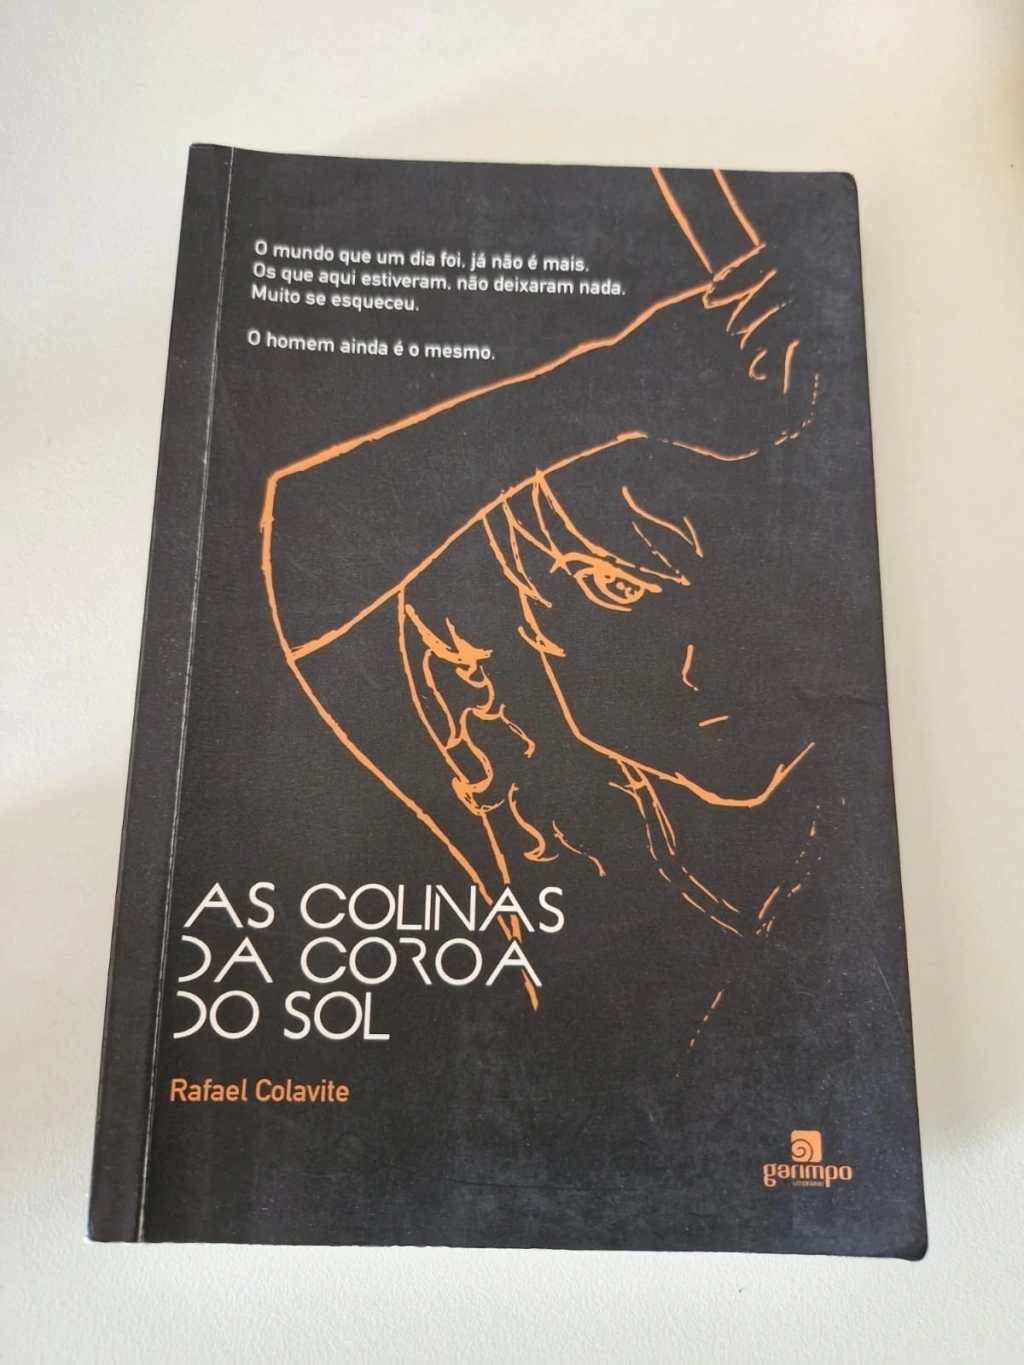 O mundo que um dia foi, já não é mais.
Os que aqui estiveram, não deixaram nada.
Muito se esqueceu.
O homem ainda é o mesmo.
AS COLINAS
DA COROA
DO SOL
Rafael Colavite
garimpo
LITERÁRIO